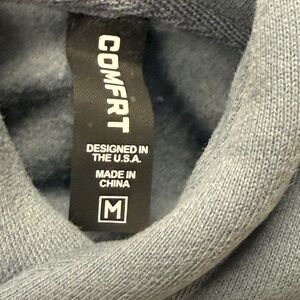 COMFRT
DESIGNED IN
THE U.S.A.
MADE IN
CHINA
M